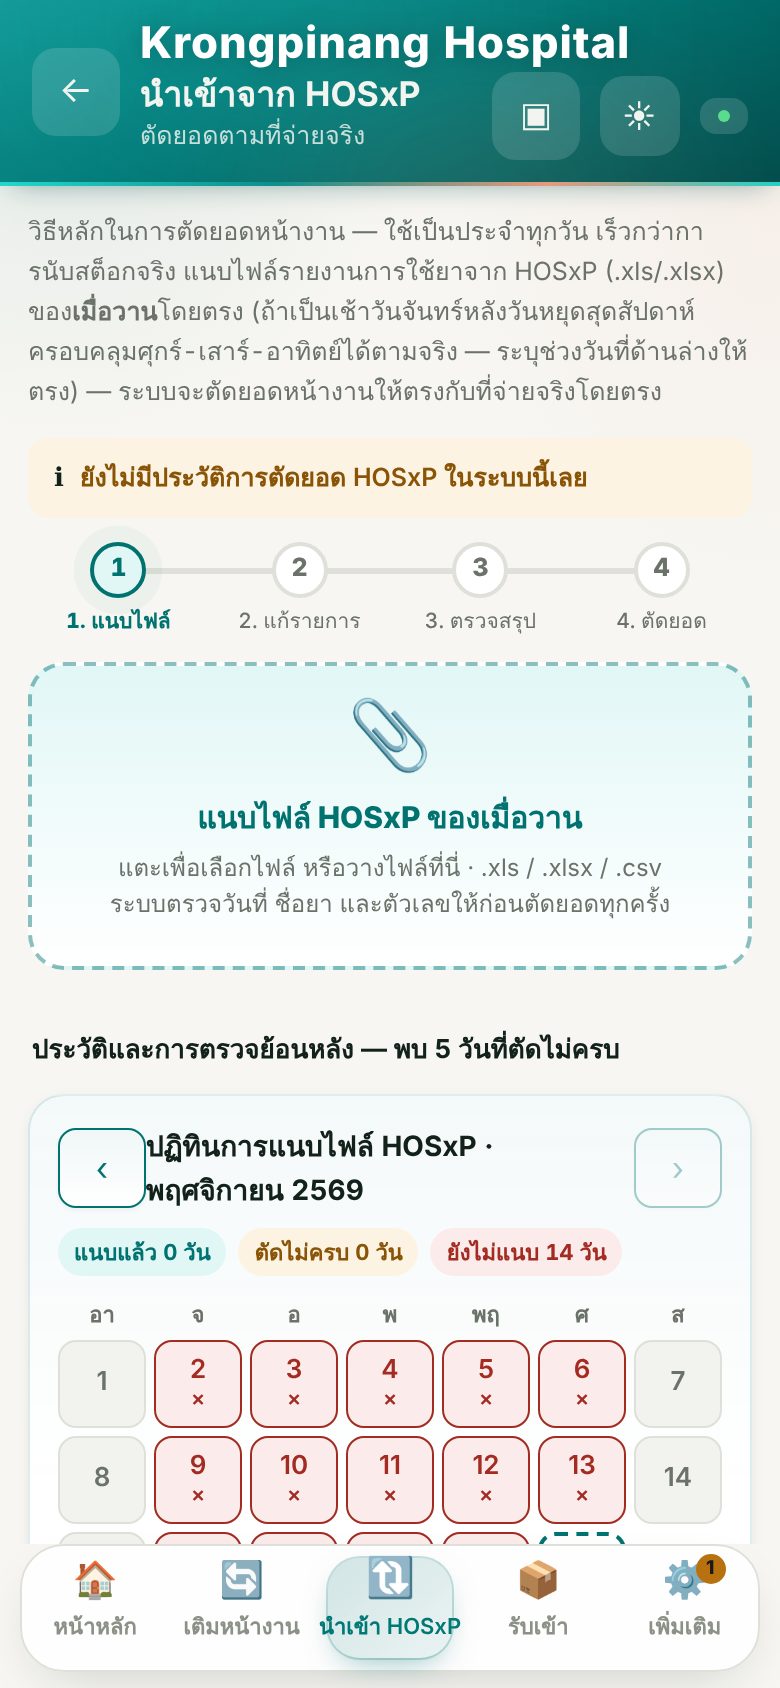 Krongpinang Hospital
นำเข้าจาก HOSxP
ตัดยอดตามที่จ่ายจริง
วิธีหลักในการตัดยอดหน้างาน — ใช้เป็นประจำทุกวัน เร็วกว่ากา
รนับสต็อกจริง แนบไฟล์รายงานการใช้ยาจาก HOSxP (.xls/.xlsx)
ของเมื่อวานโดยตรง (ถ้าเป็นเช้าวันจันทร์หลังวันหยุดสุดสัปดาห์
ครอบคลุมศุกร์-เสาร์-อาทิตย์ได้ตามจริง — ระบุช่วงวันที่ด้านล่างให้
ตรง) — ระบบจะตัดยอดหน้างานให้ตรงกับที่จ่ายจริงโดยตรง
ℹ ยังไม่มีประวัติการตัดยอด HOSxP ในระบบนี้เลย
1 2 3 4
1. แนบไฟล์ 2. แก้รายการ 3. ตรวจสรุป 4. ตัดยอด
แนบไฟล์ HOSxP ของเมื่อวาน
แตะเพื่อเลือกไฟล์ หรือวางไฟล์ที่นี่ · .xls / .xlsx / .csv
ระบบตรวจวันที่ ชื่อยา และตัวเลขให้ก่อนตัดยอดทุกครั้ง
ประวัติและการตรวจย้อนหลัง — พบ 5 วันที่ตัดไม่ครบ
‹ ปฏิทินการแนบไฟล์ HOSxP · ›
พฤศจิกายน 2569
แนบแล้ว 0 วัน ตัดไม่ครบ 0 วัน ยังไม่แนบ 14 วัน
อา จ อ พ พฤ ศ ส
1 2 3 4 5 6 7
× × × × ×
8 9 10 11 12 13 14
× × × × ×
1
หน้าหลัก เติมหน้างาน นำเข้า HOSxP รับเข้า เพิ่มเติม